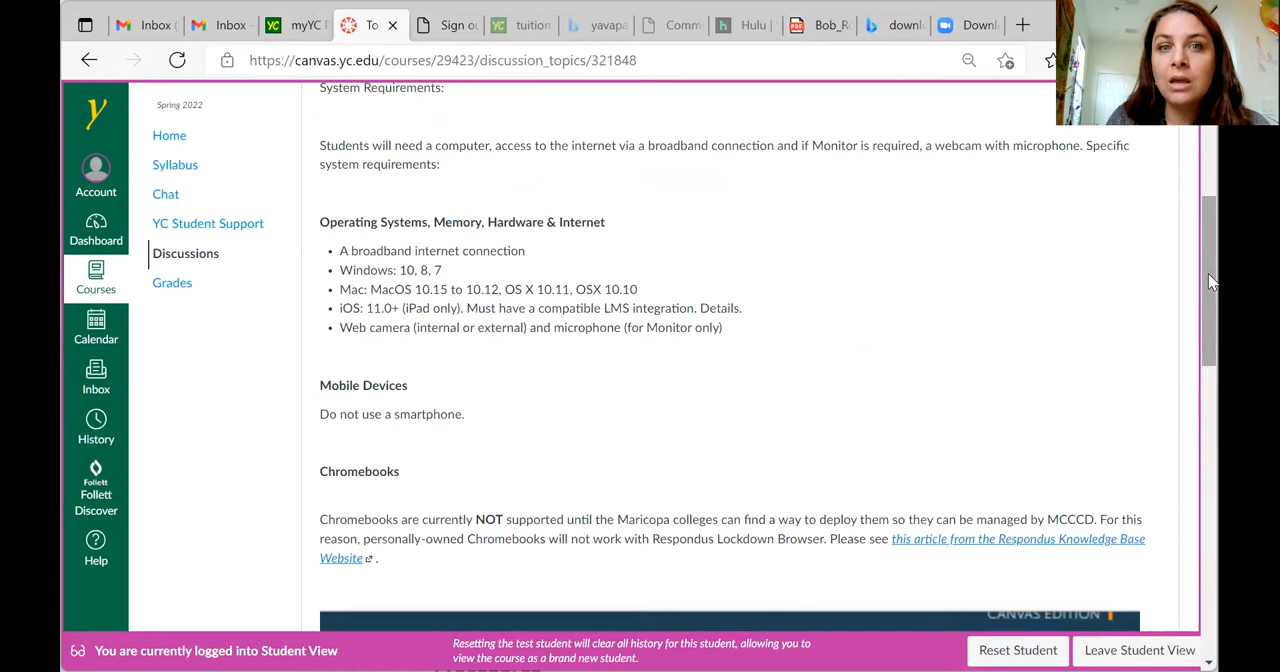 Inbox (
Inbox -
myYC P
To
Sign ou
tuition
yavapa
Comm
Hulu |
Bob_Re
downl
Downl
https://canvas.yc.edu/courses/29423/discussion_topics/321848
y
Account
Dashboard
Courses
Calendar
Inbox
History
Follett
Follett
Discover
Help
Spring 2022
Home
Syllabus
Chat
YC Student Support
Discussions
Grades
System Requirements:
Students will need a computer, access to the internet via a broadband connection and if Monitor is required, a webcam with microphone. Specific
system requirements:
Operating Systems, Memory, Hardware & Internet
• A broadband internet connection
• Windows: 10, 8, 7
• Mac: MacOS 10.15 to 10.12, OS X 10.11, OSX 10.10
• iOS: 11.0+ (iPad only). Must have a compatible LMS integration. Details.
• Web camera (internal or external) and microphone (for Monitor only)
Mobile Devices
Do not use a smartphone.
Chromebooks
Chromebooks are currently NOT supported until the Maricopa colleges can find a way to deploy them so they can be managed by MCCCD. For this
reason, personally-owned Chromebooks will not work with Respondus Lockdown Browser. Please see this article from the Respondus Knowledge Base
Website .
CANVAS EDITION
You are currently logged into Student View
Resetting the test student will clear all history for this student, allowing you to
view the course as a brand new student.
Reset Student
Leave Student View